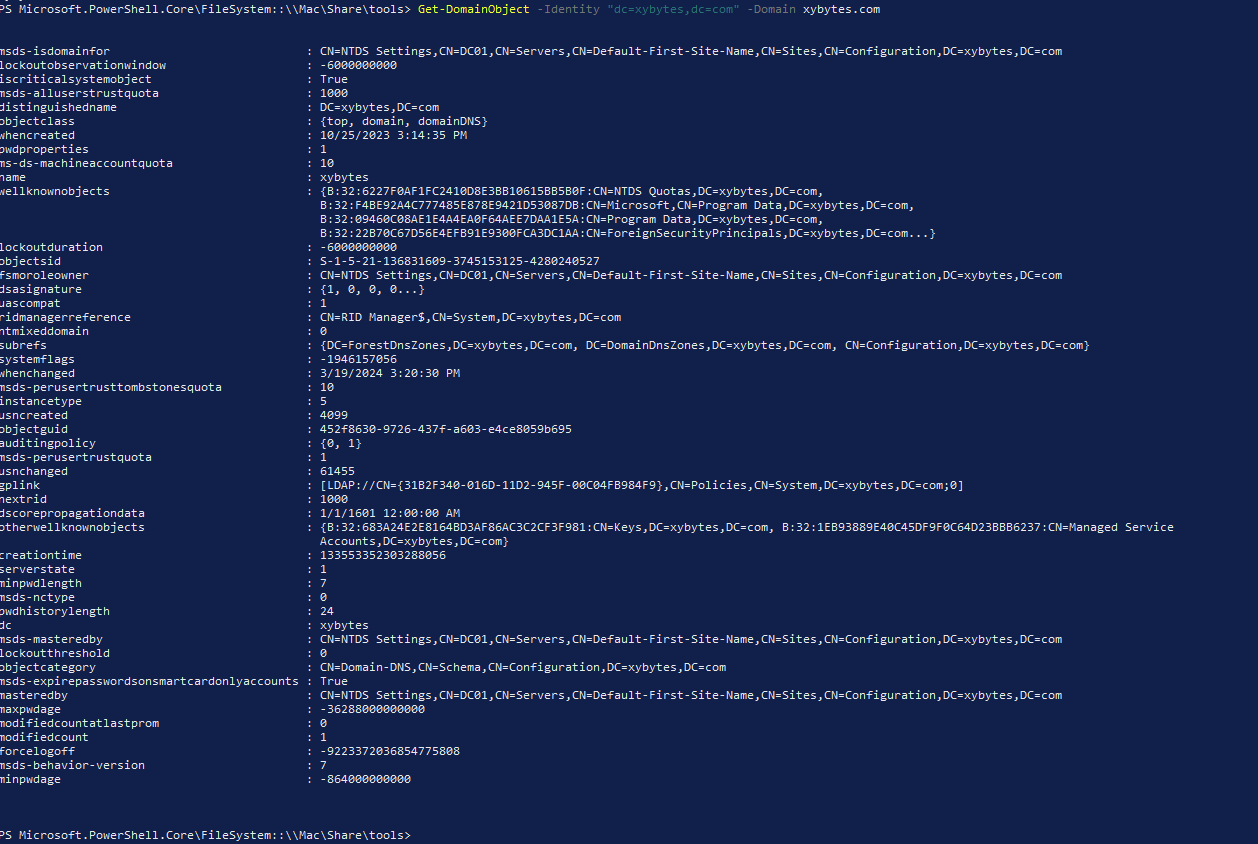 PS Microsoft.PowerShell.Core\FileSystem::\\Mac\Share\tools> Get-DomainObject -Identity "dc=xybytes,dc=com" -Domain xybytes.com
msds-isdomainfor : CN=NTDS Settings,CN=DC01,CN=Servers,CN=Default-First-Site-Name,CN=Sites,CN=Configuration,DC=xybytes,DC=com
lockoutobservationwindow : -6000000000
iscriticalsystemobject : True
msds-alluserstrustquota : 1000
distinguishedname : DC=xybytes,DC=com
objectclass : {top, domain, domainDNS}
whencreated : 10/25/2023 3:14:35 PM
pwdproperties : 1
ms-ds-machineaccountquota : 10
name : xybytes
wellknownobjects : {B:32:6227F0AF1FC2410D8E3BB10615BB5B0F:CN=NTDS Quotas,DC=xybytes,DC=com,
B:32:F4BE92A4C777485E878E9421D53087DB:CN=Microsoft,CN=Program Data,DC=xybytes,DC=com,
B:32:09460C08AE1E4A4EA0F64AEE7DAA1E5A:CN=Program Data,DC=xybytes,DC=com,
B:32:22B70C67D56E4EFB91E9300FCA3DC1AA:CN=ForeignSecurityPrincipals,DC=xybytes,DC=com...}
lockoutduration : -6000000000
objectsid : S-1-5-21-136831609-3745153125-4280240527
fsmoroleowner : CN=NTDS Settings,CN=DC01,CN=Servers,CN=Default-First-Site-Name,CN=Sites,CN=Configuration,DC=xybytes,DC=com
dsasignature : {1, 0, 0, 0...}
uascompat : 1
ridmanagerreference : CN=RID Manager$,CN=System,DC=xybytes,DC=com
ntmixeddomain : 0
subrefs : {DC=ForestDnsZones,DC=xybytes,DC=com, DC=DomainDnsZones,DC=xybytes,DC=com, CN=Configuration,DC=xybytes,DC=com}
systemflags : -1946157056
whenchanged : 3/19/2024 3:20:30 PM
msds-perusertrusttombstonesquota : 10
instancetype : 5
usncreated : 4099
objectguid : 452f8630-9726-437f-a603-e4ce8059b695
auditingpolicy : {0, 1}
msds-perusertrustquota : 1
usnchanged : 61455
gplink : [LDAP://CN={31B2F340-016D-11D2-945F-00C04FB984F9},CN=Policies,CN=System,DC=xybytes,DC=com;0]
nextrid : 1000
dscorepropagationdata : 1/1/1601 12:00:00 AM
otherwellknownobjects : {B:32:683A24E2E8164BD3AF86AC3C2CF3F981:CN=Keys,DC=xybytes,DC=com, B:32:1EB93889E40C45DF9F0C64D23BBB6237:CN=Managed Service
Accounts,DC=xybytes,DC=com}
creationtime : 133553352303288056
serverstate : 1
minpwdlength : 7
msds-nctype : 0
pwdhistorylength : 24
dc : xybytes
msds-masteredby : CN=NTDS Settings,CN=DC01,CN=Servers,CN=Default-First-Site-Name,CN=Sites,CN=Configuration,DC=xybytes,DC=com
lockoutthreshold : 0
objectcategory : CN=Domain-DNS,CN=Schema,CN=Configuration,DC=xybytes,DC=com
msds-expirepasswordsonsmartcardonlyaccounts : True
masteredby : CN=NTDS Settings,CN=DC01,CN=Servers,CN=Default-First-Site-Name,CN=Sites,CN=Configuration,DC=xybytes,DC=com
maxpwdage : -36288000000000
modifiedcountatlastprom : 0
modifiedcount : 1
forcelogoff : -9223372036854775808
msds-behavior-version : 7
minpwdage : -864000000000
PS Microsoft.PowerShell.Core\FileSystem::\\Mac\Share\tools>